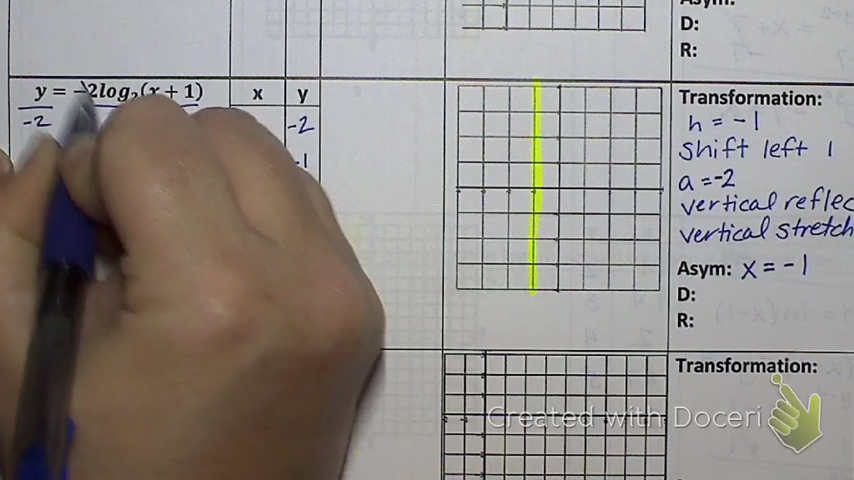 Asym:
D:
R:
y = -2log₂(x + 1) x y
-2
-2
-1
Transformation:
h = -1
shift left 1
a = -2
vertical reflec
vertical stretch
Asym: x = -1
D:
R:
Transformation:
Created with Doceri